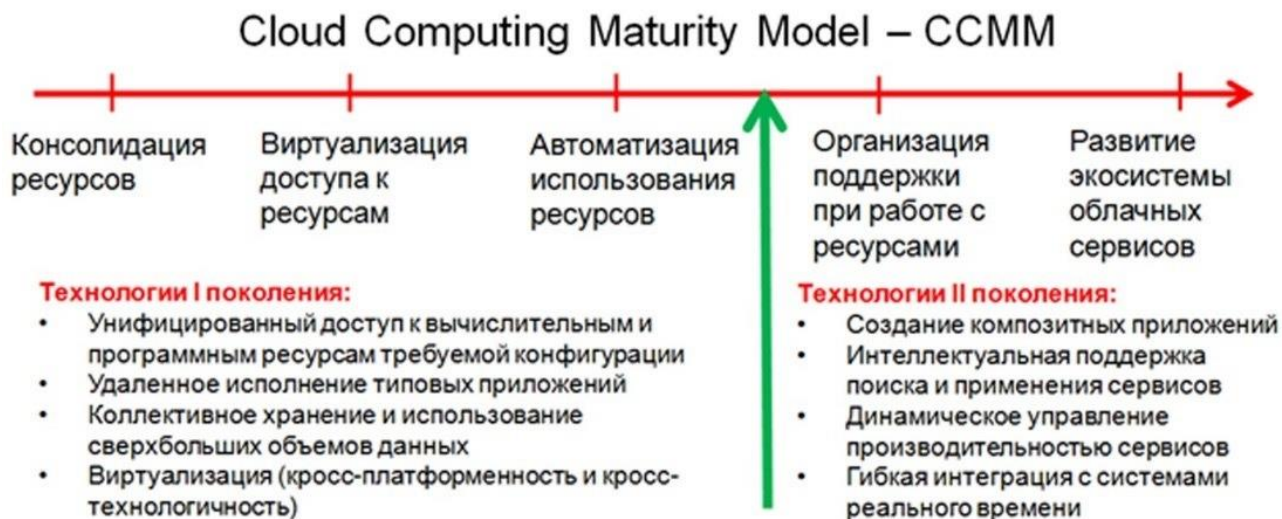 Cloud Computing Maturity Model – CCMM
Консолидация
ресурсов
Виртуализация
доступа к
ресурсам
Автоматизация
использования
ресурсов
Организация
поддержки
при работе с
ресурсами
Развитие
экосистемы
облачных
сервисов
Технологии I поколения:
• Унифицированный доступ к вычислительным и
программным ресурсам требуемой конфигурации
• Удаленное исполнение типовых приложений
• Коллективное хранение и использование
сверхбольших объемов данных
• Виртуализация (кросс-платформенность и кросс-
технологичность)
Технологии II поколения:
• Создание композитных приложений
• Интеллектуальная поддержка
поиска и применения сервисов
• Динамическое управление
производительностью сервисов
• Гибкая интеграция с системами
реального времени